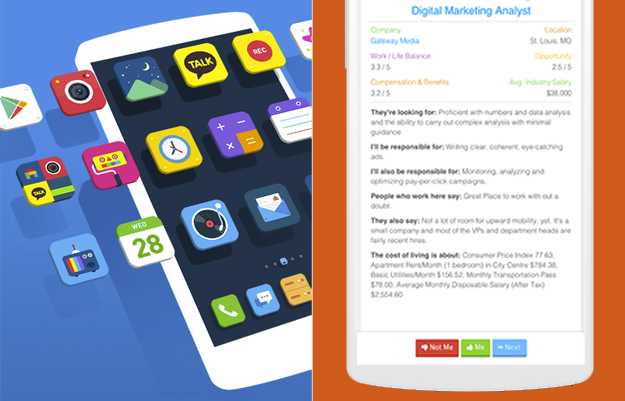 TALK
REC
TALK
WED
28
Digital Marketing Analyst
Company Location
Gateway Media St. Louis, MO
Work / Life Balance Opportunity
3.3 / 5 2.5 / 5
Compensation & Benefits Avg. Industry Salary
3.2 / 5 $38,000
They're looking for: Proficient with numbers and data analysis
and the ability to carry out complex analysis with minimal
guidance
I'll be responsible for: Writing clear, coherent, eye-catching
ads.
I'll also be responsible for: Monitoring, analyzing and
optimizing pay-per-click campaigns.
People who work here say: Great Place to work with out a
doubt
They also say: Not a lot of room for upward mobility, yet. It's a
small company and most of the VPs and department heads are
fairly recent hires.
The cost of living is about: Consumer Price Index 77.63,
Apartment Rent/Month (1 bedroom) in City Centre $784.38,
Basic Utilities/Month $156.52, Monthly Transportation Pass
$78.00, Average Monthly Disposable Salary (After Tax)
$2,554.60
Not Me Me Next